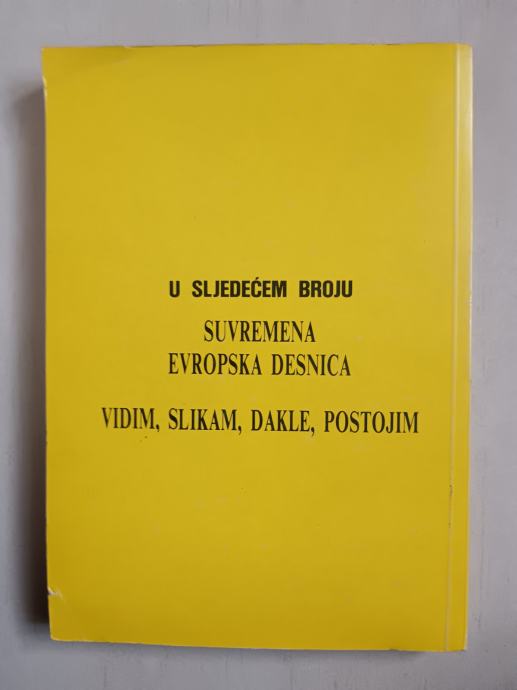 U SLJEDEĆEM BROJU
SUVREMENA
EVROPSKA DESNICA
VIDIM, SLIKAM, DAKLE, POSTOJIM